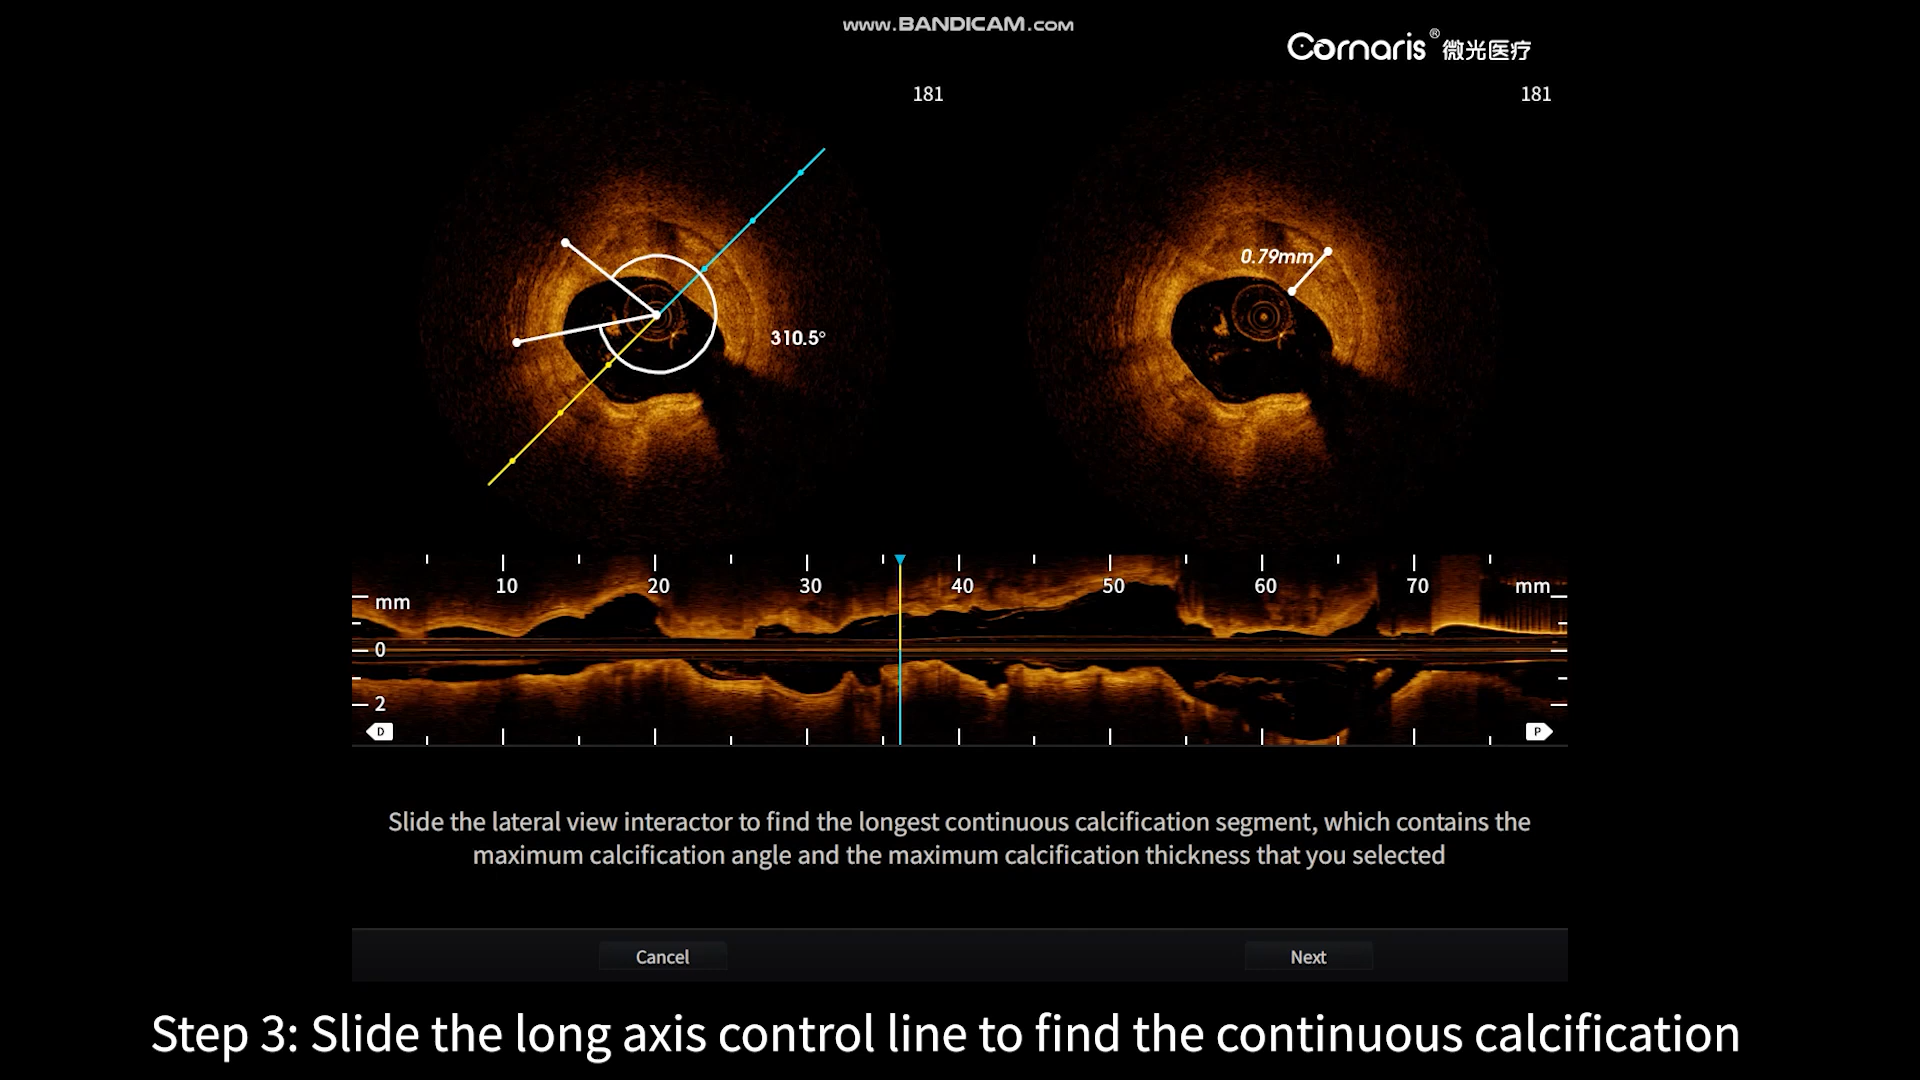 www.BANDICAM.com
Cornaris® 微光医疗
181
181
310.5°
0.79mm
10 20 30 40 50 60 70 mm
mm
0
2
D
P
Slide the lateral view interactor to find the longest continuous calcification segment, which contains the
maximum calcification angle and the maximum calcification thickness that you selected
Cancel
Next
Step 3: Slide the long axis control line to find the continuous calcification